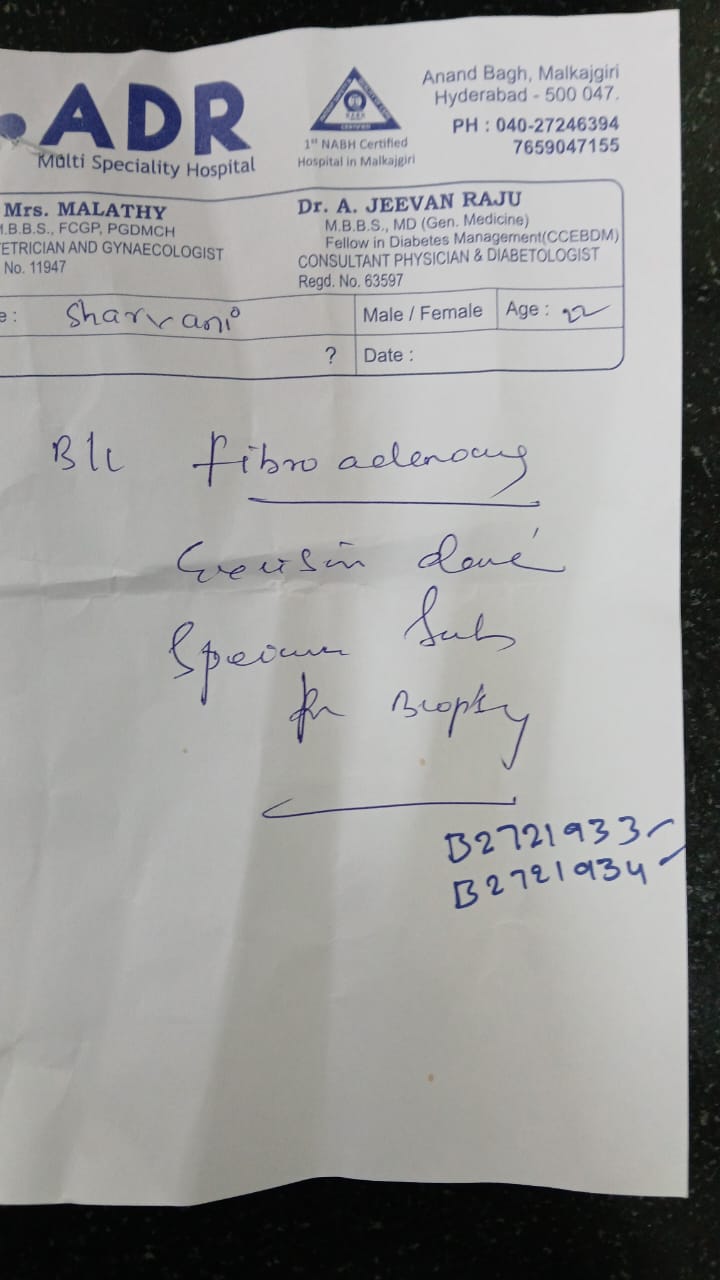 .ADR
Multi Speciality Hospital
1st NABH Certified
Hospital in Malkajgiri
Anand Bagh, Malkajgiri
Hyderabad - 500 047.
PH : 040-27246394
7659047155
Mrs. MALATHY
M.B.B.S., FCGP, PGDMCH
ETRICIAN AND GYNAECOLOGIST
No. 11947
Dr. A. JEEVAN RAJU
M.B.B.S., MD (Gen. Medicine)
Fellow in Diabetes Management(CCEBDM)
CONSULTANT PHYSICIAN & DIABETOLOGIST
Regd. No. 63597
e : Sharvani Male / Female Age : 22
? Date :
B/L fibroadenoma
Excision done
Specimen Sub
for Biopsy
B2721933
B2721934